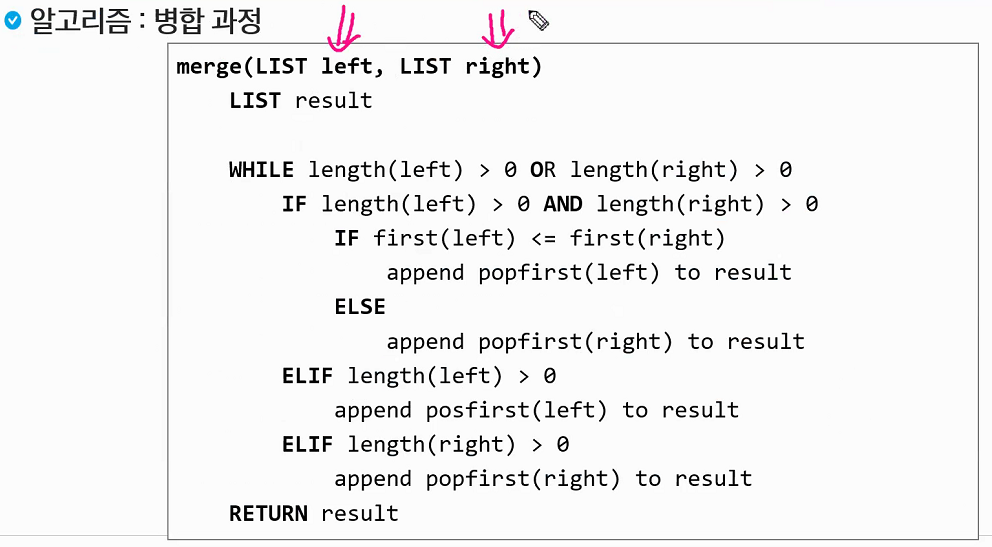 알고리즘 : 병합 과정
merge(LIST left, LIST right)
LIST result
WHILE length(left) > 0 OR length(right) > 0
IF length(left) > 0 AND length(right) > 0
IF first(left) <= first(right)
append popfirst(left) to result
ELSE
append popfirst(right) to result
ELIF length(left) > 0
append posfirst(left) to result
ELIF length(right) > 0
append popfirst(right) to result
RETURN result